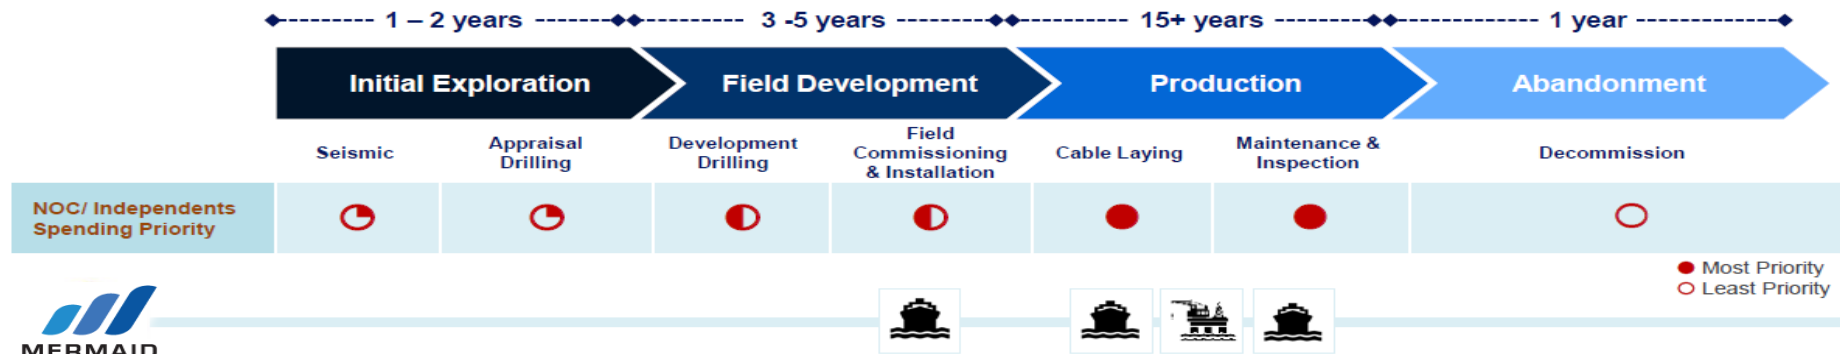 1 – 2 years
3 -5 years
15+ years
1 year
Initial Exploration
Field Development
Production
Abandonment
Seismic
Appraisal
Drilling
Development
Drilling
Field
Commissioning
& Installation
Cable Laying
Maintenance &
Inspection
Decommission
NOC/ Independents
Spending Priority
Most Priority
Least Priority
MERMAID